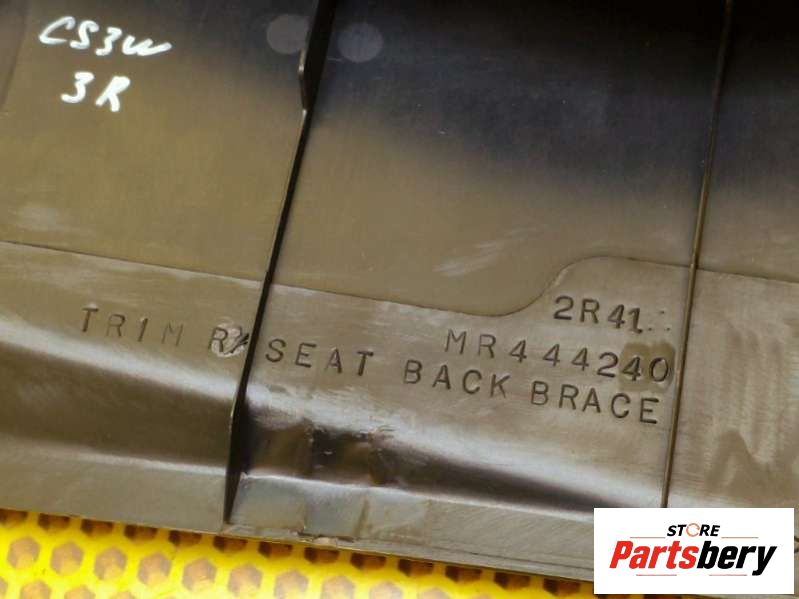 CS3W
3R
2R41
MR444240
TRIM R/SEAT BACK BRACE
STORE
Partsbery